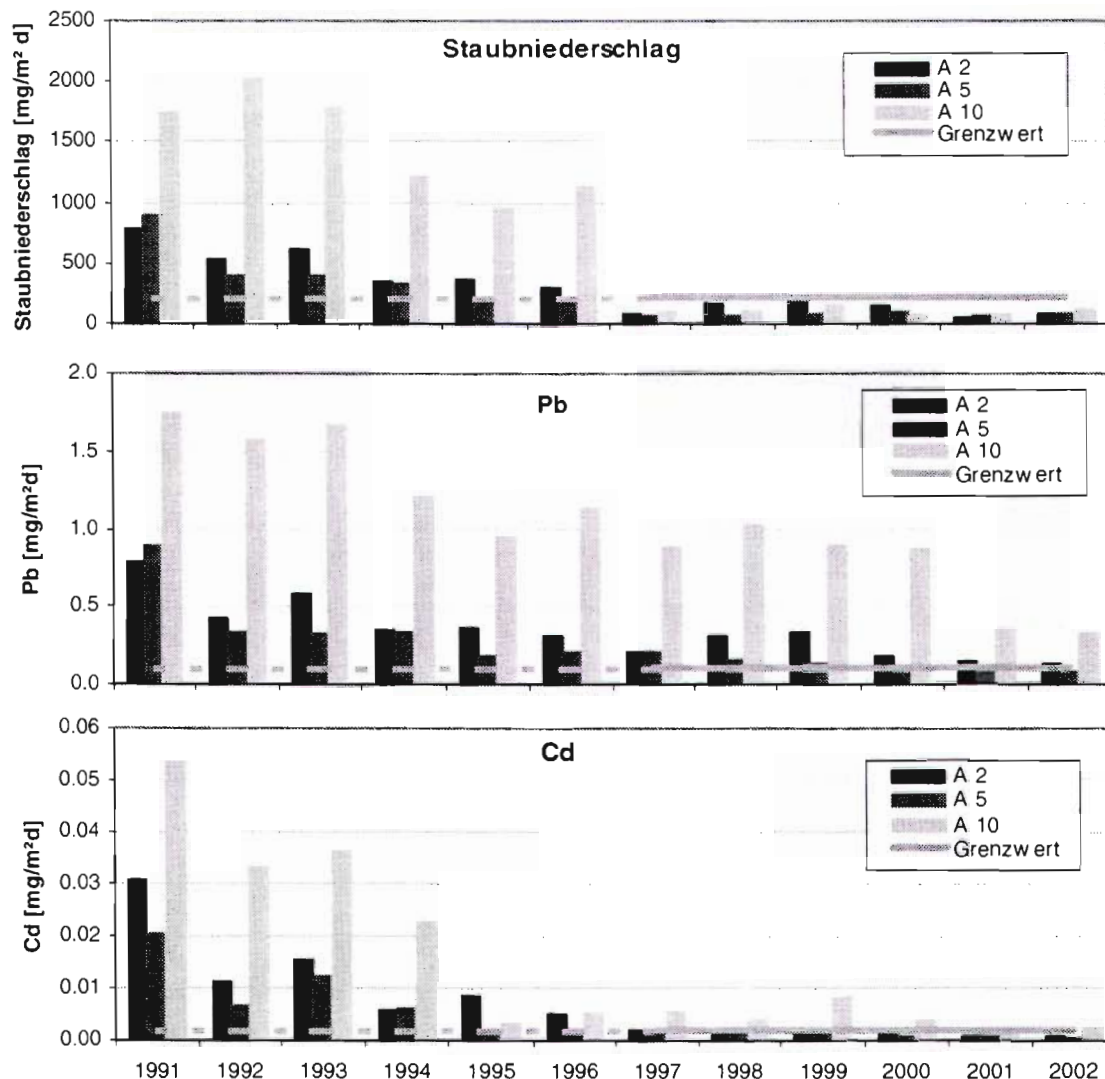 Staubniederschlag
Staubniederschlag [mg/m² d]
2500
2000
1500
1000
500
0
A 2
A 5
A 10
Grenzwert
Pb
Pb [mg/m²d]
2.0
1.5
1.0
0.5
0.0
A 2
A 5
A 10
Grenzwert
Cd
Cd [mg/m²d]
0.06
0.05
0.04
0.03
0.02
0.01
0.00
A 2
A 5
A 10
Grenzwert
1991 1992 1993 1994 1995 1996 1997 1998 1999 2000 2001 2002